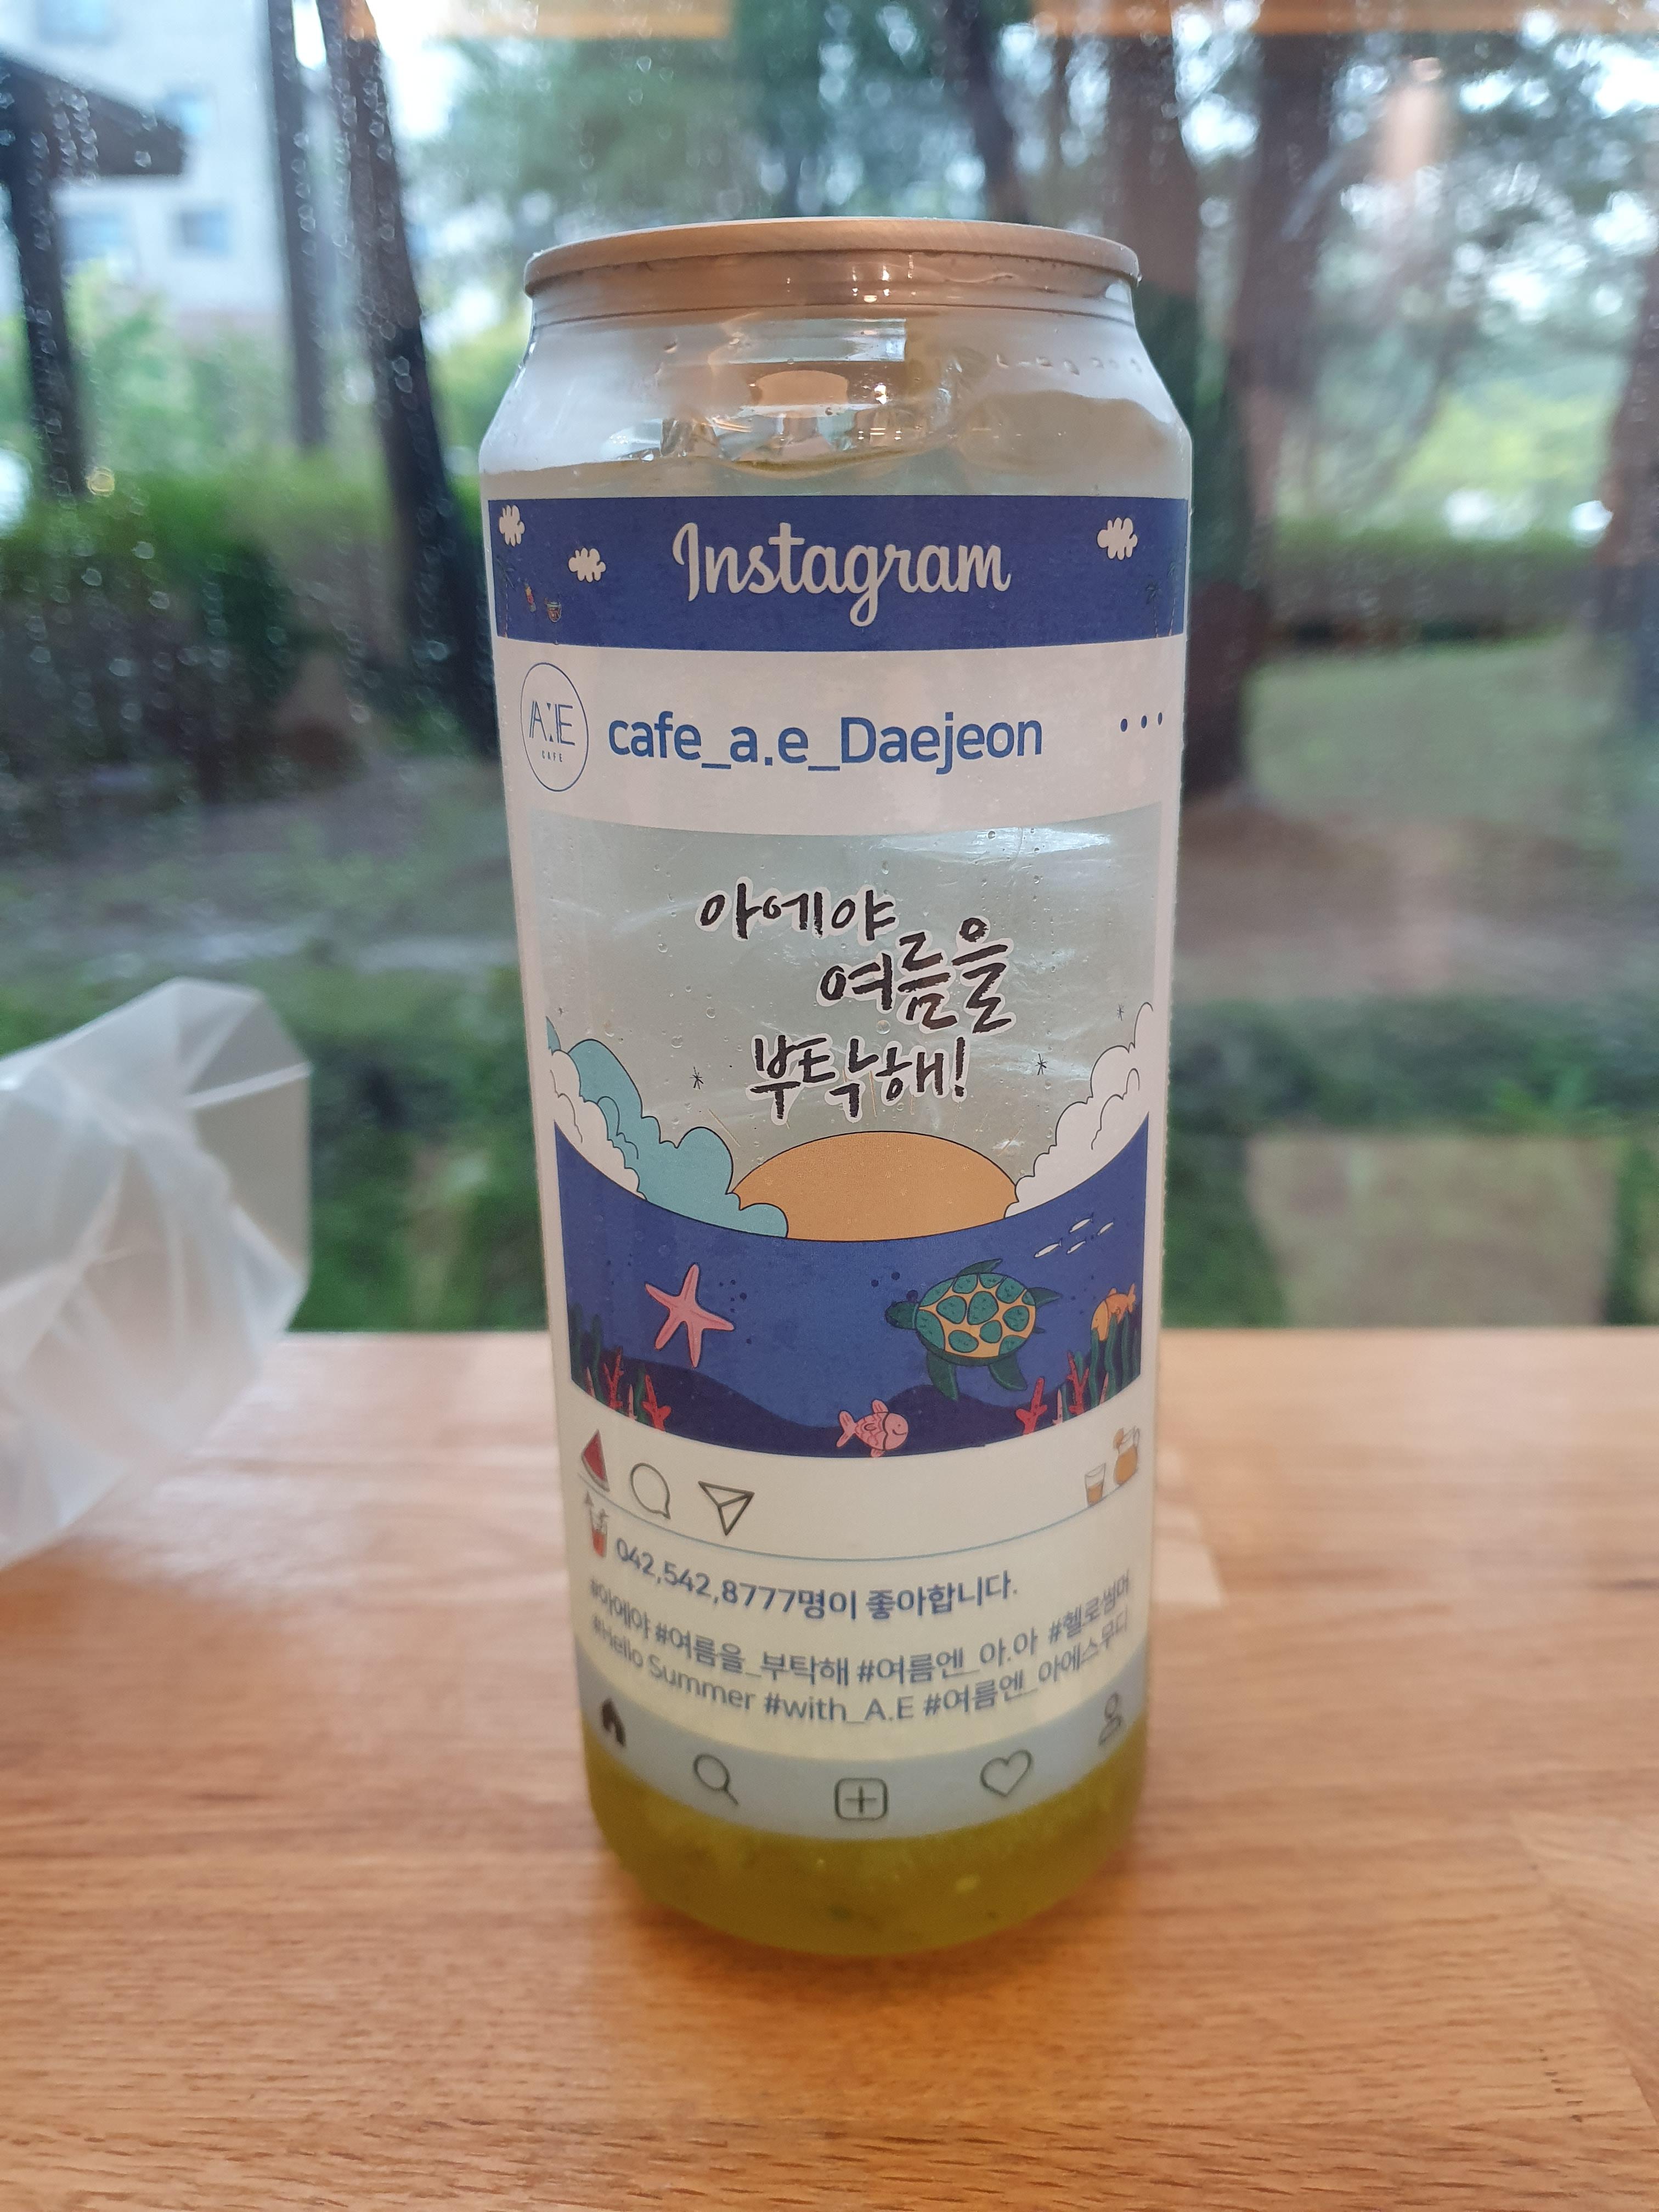 Instagram
A.E
CAFE
cafe_a.e_Daejeon
아에야
여름을
부탁해!
042,542,8777명이 좋아합니다.
#아에야 #여름을_부탁해 #여름엔_아.아 #헬로썸머
#Hello Summer #with_A.E #여름엔_아에스무디